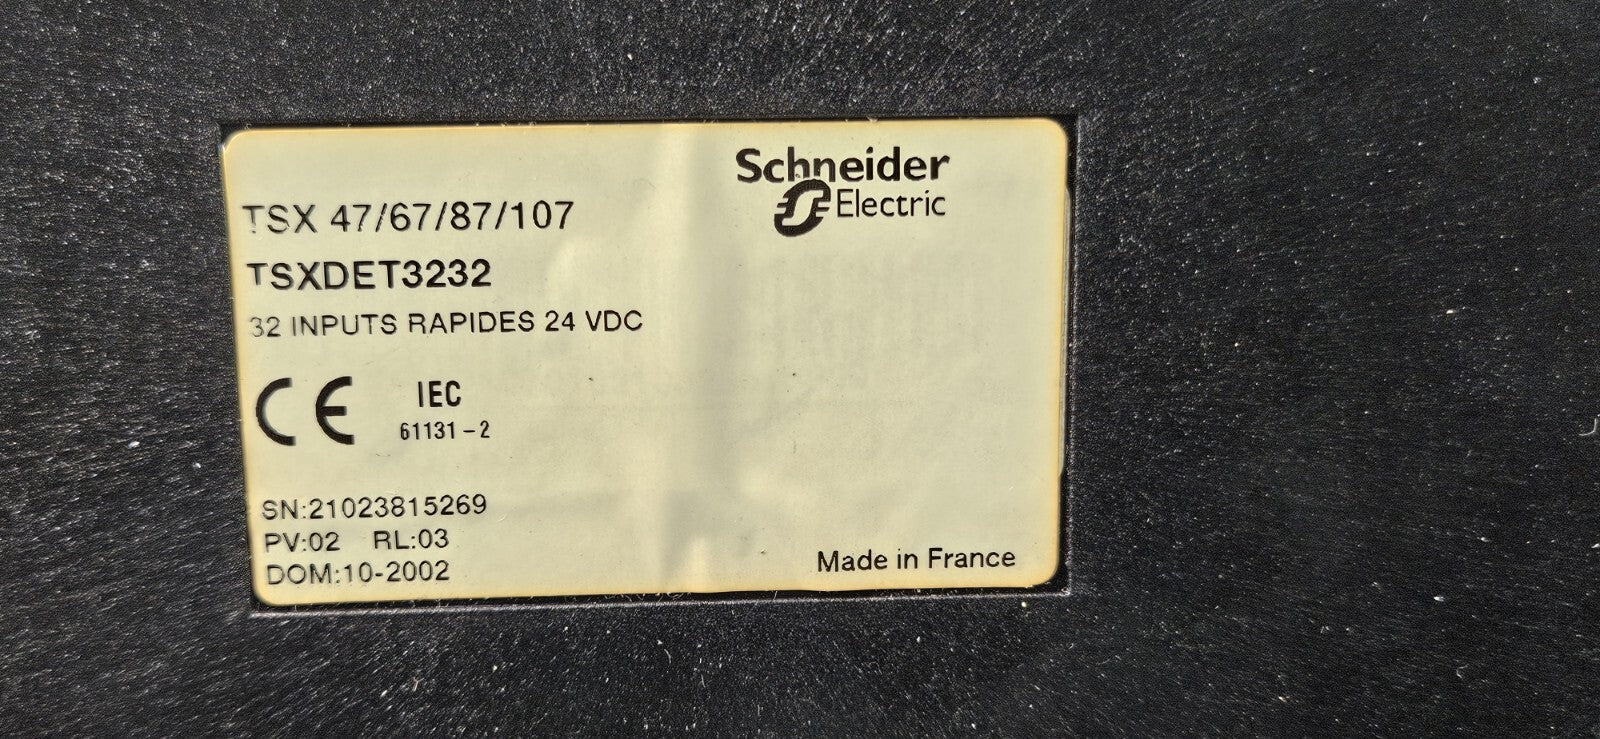 Schneider
Electric
TSX 47/67/87/107
TSXDET3232
32 INPUTS RAPIDES 24 VDC
CE IEC
61131-2
SN:21023815269
PV:02 RL:03
DOM:10-2002
Made in France